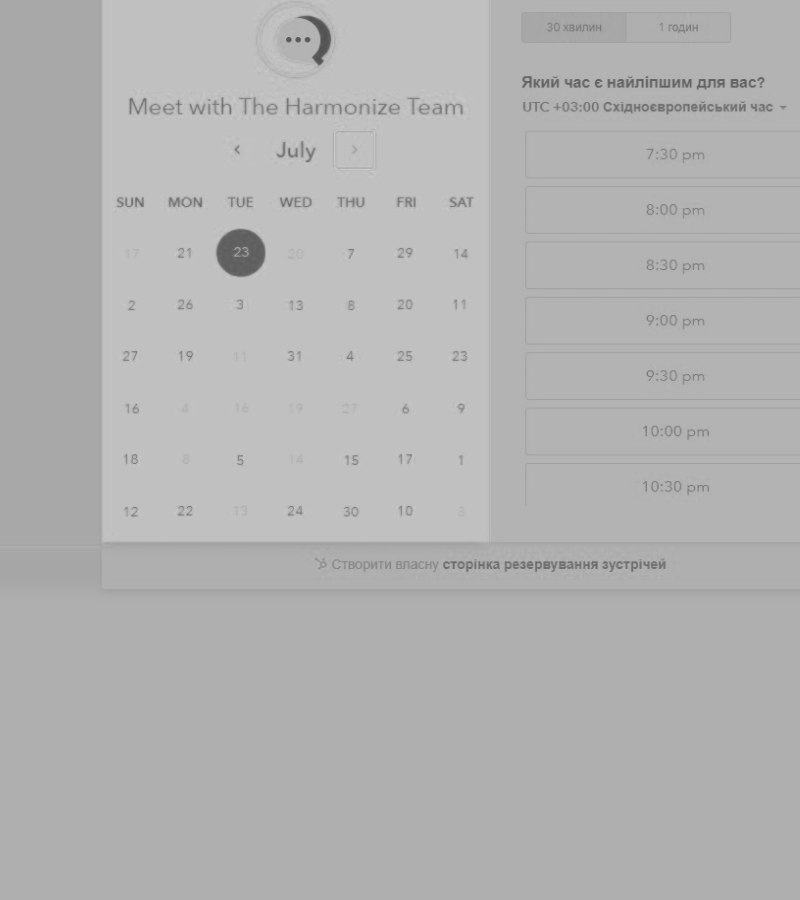 Meet with The Harmonize Team
‹ July ›
SUN MON TUE WED THU FRI SAT
17 21 23 20 7 29 14
2 26 3 13 8 20 11
27 19 11 31 4 25 23
16 4 16 19 27 6 9
18 8 5 14 15 17 1
12 22 13 24 30 10 3
30 хвилин 1 годин
Який час є найліпшим для вас?
UTC +03:00 Східноєвропейський час
7:30 pm
8:00 pm
8:30 pm
9:00 pm
9:30 pm
10:00 pm
10:30 pm
Створити власну сторінка резервування зустрічей